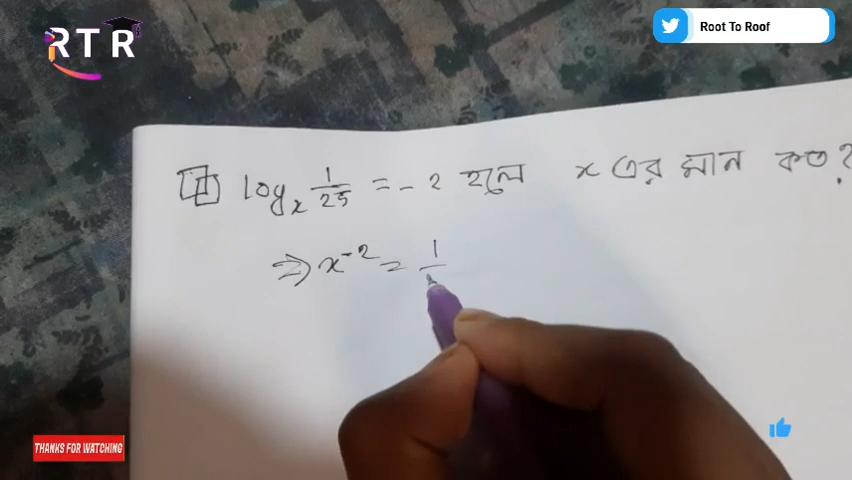 RTR
Root To Roof
log_x 1/25 = -2 হলে x এর মান কত?
⇒ x^-2 = 1/
THANKS FOR WATCHING